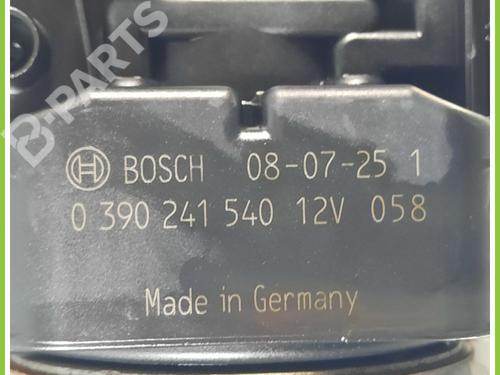 B-PARTS
BOSCH 08-07-25 1
0 390 241 540 12V 058
Made in Germany